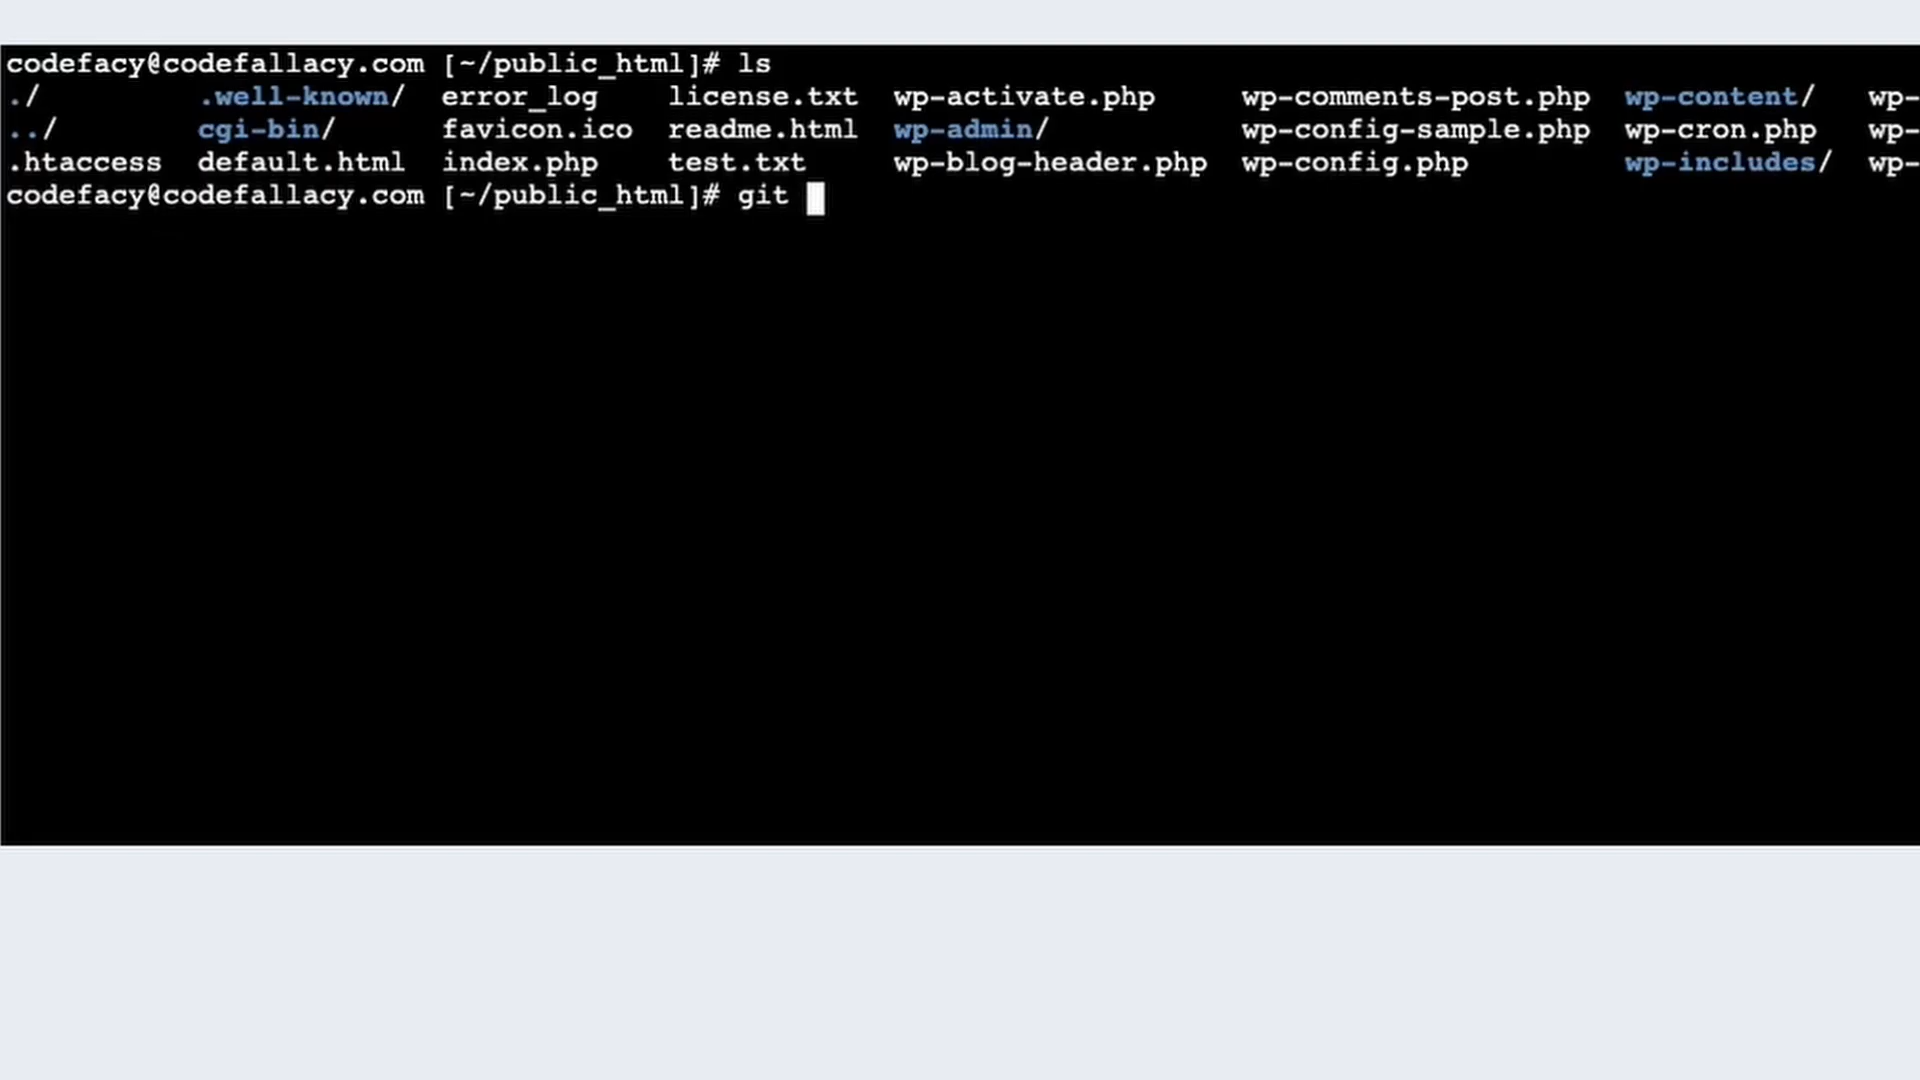 codefacy@codefallacy.com [~/public_html]# ls
./ .well-known/ error_log license.txt wp-activate.php wp-comments-post.php wp-content/ wp-
../ cgi-bin/ favicon.ico readme.html wp-admin/ wp-config-sample.php wp-cron.php wp-
.htaccess default.html index.php test.txt wp-blog-header.php wp-config.php wp-includes/ wp-
codefacy@codefallacy.com [~/public_html]# git